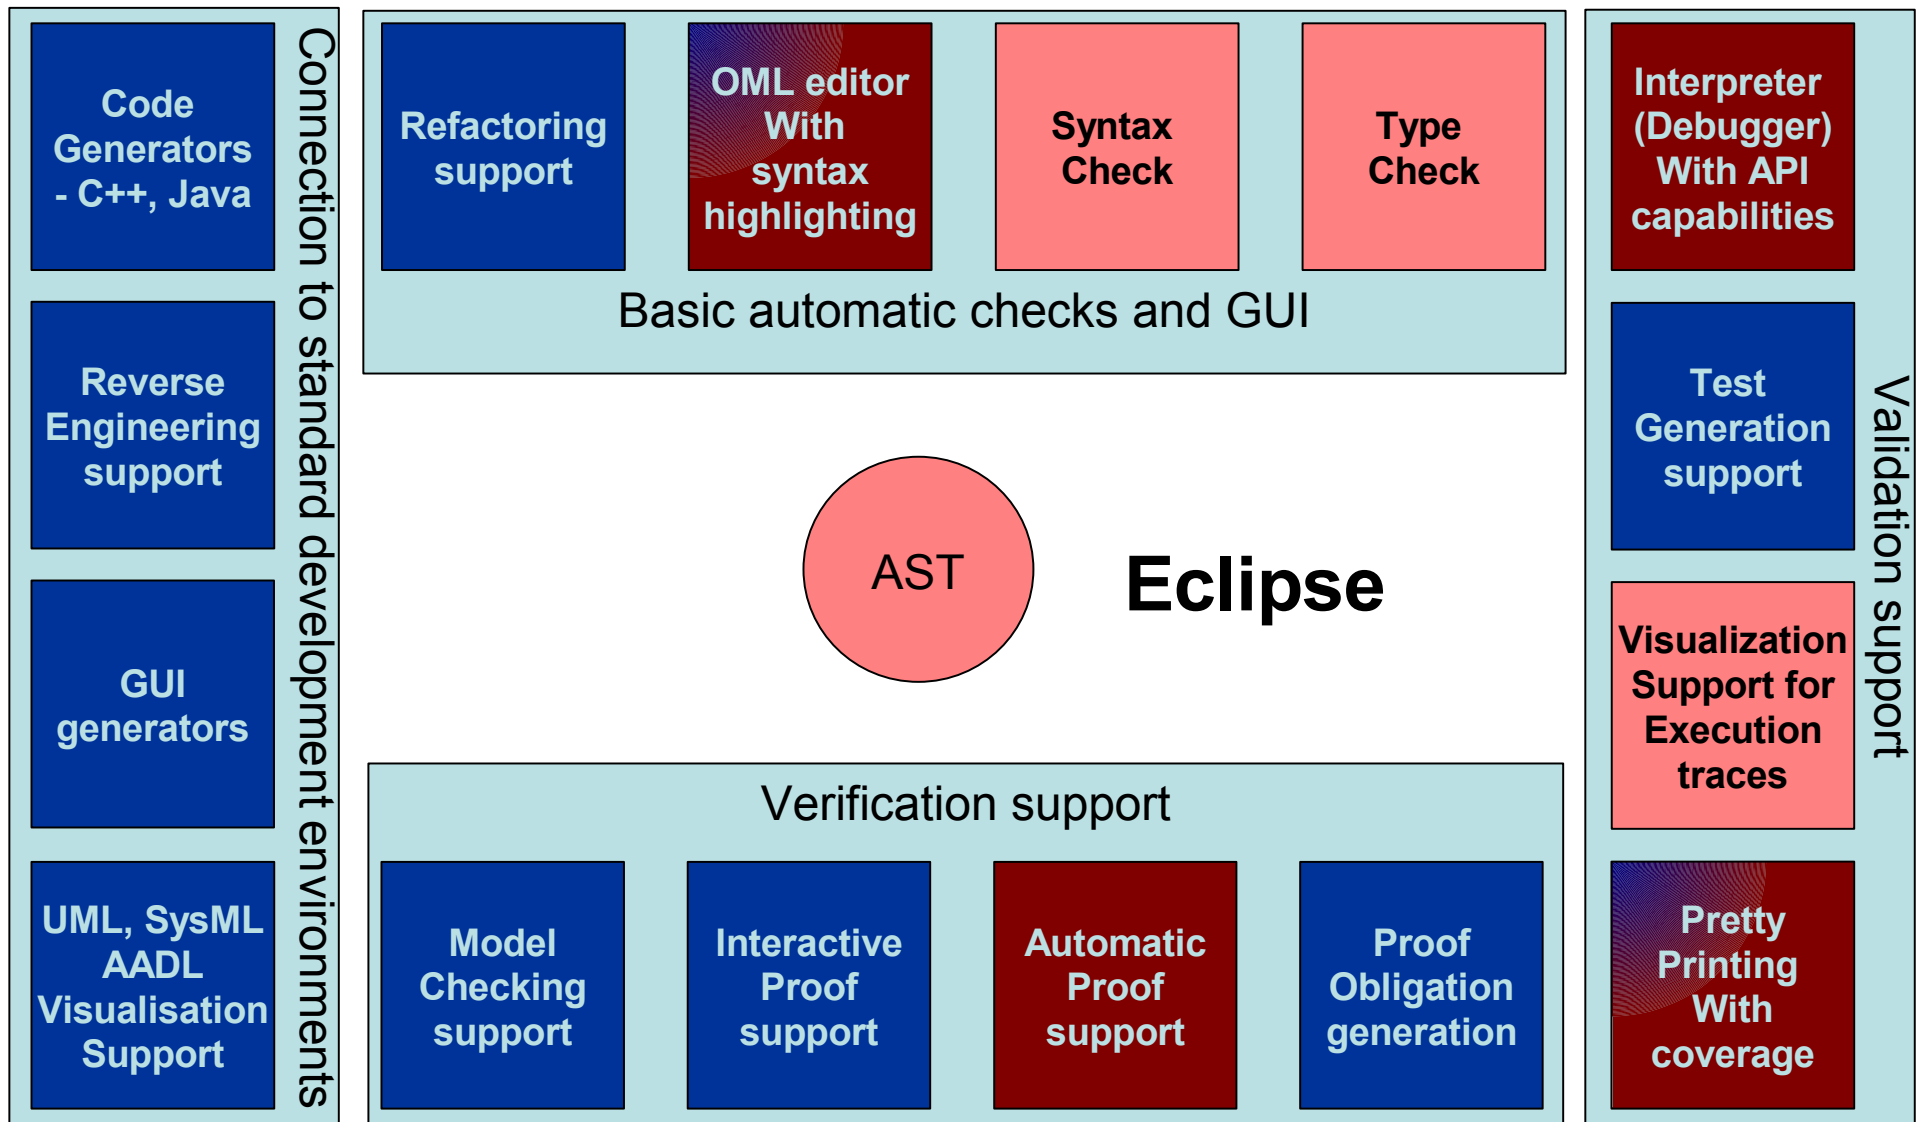 Code
Generators
- C++, Java
Reverse
Engineering
support
GUI
generators
UML, SysML
AADL
Visualisation
Support
Connection to standard development environments
Refactoring
support
OML editor
With
syntax
highlighting
Syntax
Check
Type
Check
Basic automatic checks and GUI
AST
Eclipse
Verification support
Model
Checking
support
Interactive
Proof
support
Automatic
Proof
support
Proof
Obligation
generation
Interpreter
(Debugger)
With API
capabilities
Test
Generation
support
Visualization
Support for
Execution
traces
Pretty
Printing
With
coverage
Validation support